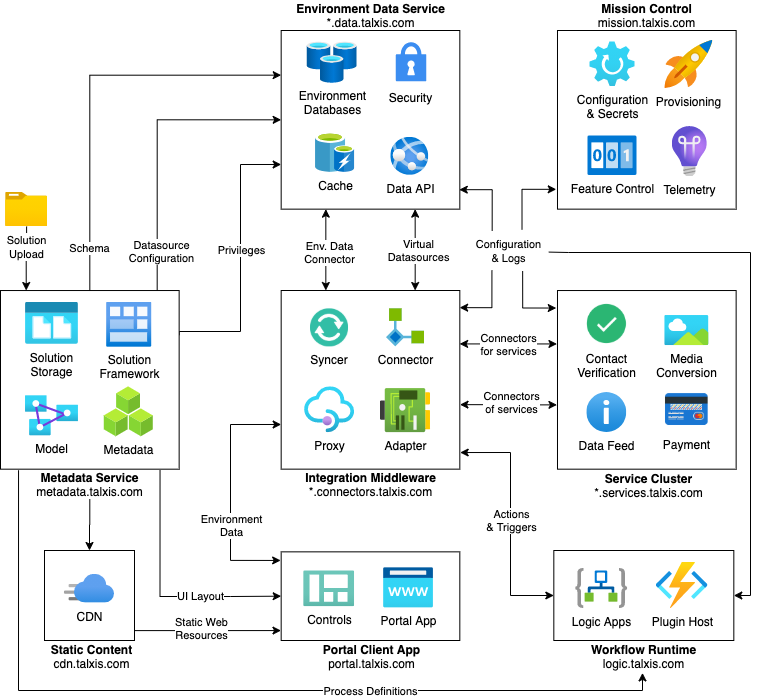 Environment Data Service
*.data.talxis.com
Mission Control
mission.talxis.com
Environment
Databases
Security
Cache
Data API
Configuration
& Secrets
Provisioning
001
Feature Control
Telemetry
Solution
Upload
Schema
Datasource
Configuration
Privileges
Env. Data
Connector
Virtual
Datasources
Configuration
& Logs
Solution
Storage
Solution
Framework
Model
Metadata
Metadata Service
metadata.talxis.com
Syncer
Connector
Proxy
Adapter
Integration Middleware
*.connectors.talxis.com
Connectors
for services
Connectors
of services
Contact
Verification
Media
Conversion
Data Feed
Payment
Service Cluster
*.services.talxis.com
Environment
Data
Actions
& Triggers
CDN
Static Content
cdn.talxis.com
UI Layout
Static Web
Resources
Controls
www
Portal App
Portal Client App
portal.talxis.com
Logic Apps
Plugin Host
Workflow Runtime
logic.talxis.com
Process Definitions